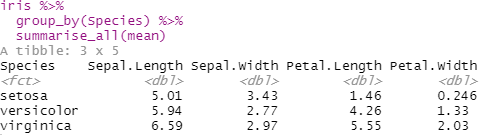 iris %>%
  group_by(Species) %>%
  summarise_all(mean)
A tibble: 3 x 5
Species Sepal.Length Sepal.Width Petal.Length Petal.Width
<fct> <dbl> <dbl> <dbl> <dbl>
setosa 5.01 3.43 1.46 0.246
versicolor 5.94 2.77 4.26 1.33
virginica 6.59 2.97 5.55 2.03